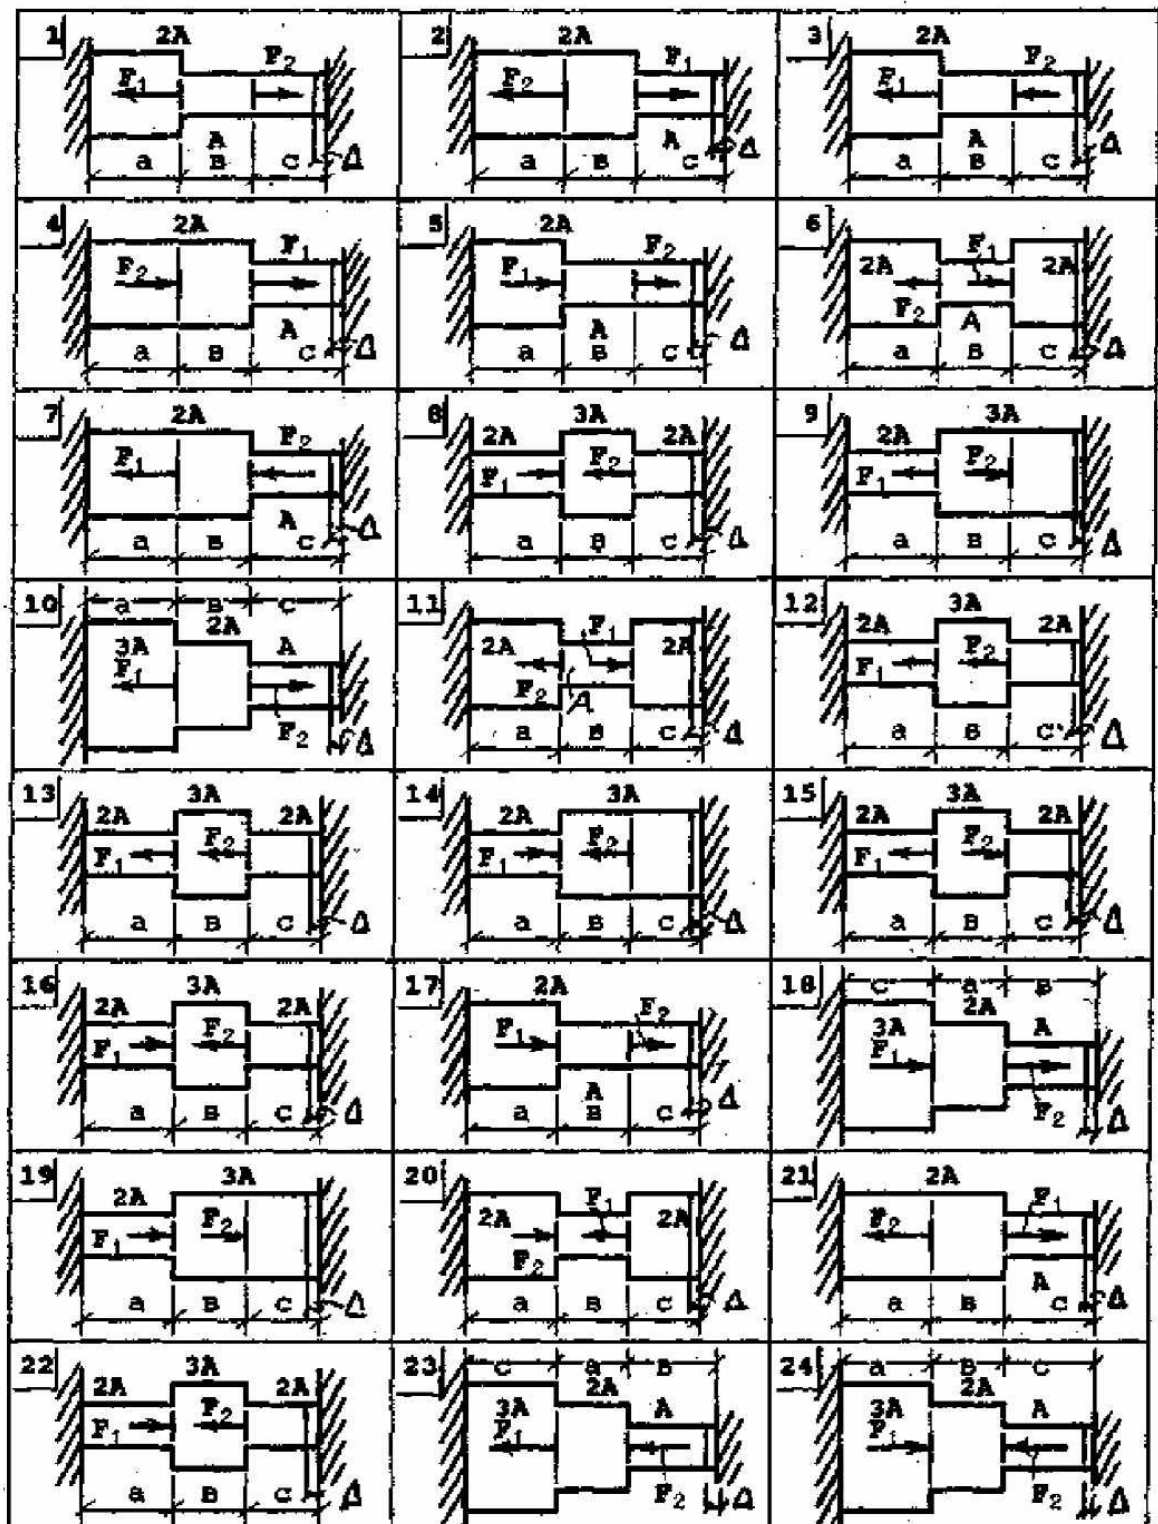 1 2A F₁ F₂ A a в c Δ
2 2A F₂ F₁ A a в c Δ
3 2A F₁ F₂ A a в c Δ
4 2A F₂ F₁ A a в c Δ
5 2A F₁ F₂ A a в c Δ
6 2A F₁ 2A F₂ A a в c Δ
7 2A F₁ F₂ A a в c Δ
8 3A 2A 2A F₁ F₂ a в c Δ
9 3A 2A F₁ F₂ a в c Δ
10 a в c 2A 3A A F₁ F₂ Δ
11 F₁ 2A 2A F₂ A a в c Δ
12 3A 2A 2A F₁ F₂ a в c Δ
13 3A 2A 2A F₁ F₂ a в c Δ
14 3A 2A F₁ F₂ a в c Δ
15 3A 2A 2A F₁ F₂ a в c Δ
16 3A 2A 2A F₁ F₂ a в c Δ
17 2A F₁ F₂ A a в c Δ
18 c a в 2A 3A A F₁ F₂ Δ
19 3A 2A F₁ F₂ a в c Δ
20 F₁ 2A 2A F₂ a в c Δ
21 2A F₂ F₁ A a в c Δ
22 3A 2A 2A F₁ F₂ a в c Δ
23 c a в 2A 3A A F₁ F₂ Δ
24 a в c 2A 3A A F₁ F₂ Δ